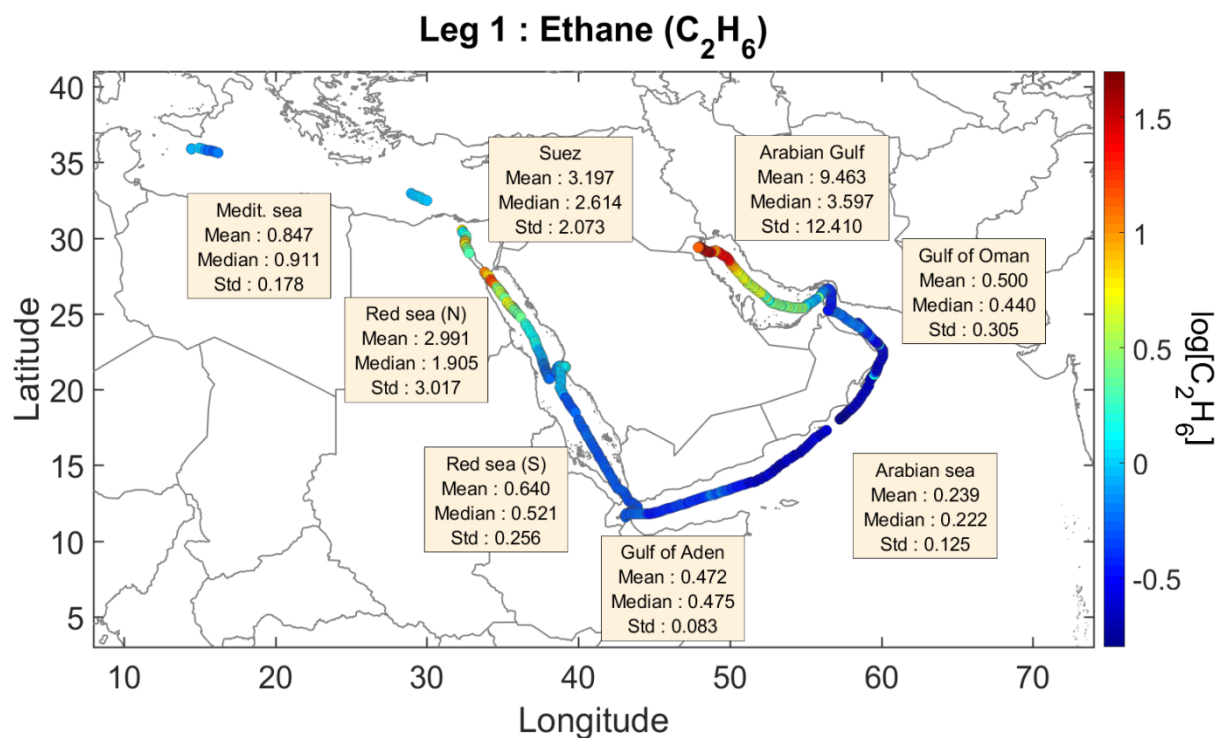 Leg 1 : Ethane (C₂H₆)
Latitude
40
35
30
25
20
15
10
5
Medit. sea
Mean : 0.847
Median : 0.911
Std : 0.178
Suez
Mean : 3.197
Median : 2.614
Std : 2.073
Arabian Gulf
Mean : 9.463
Median : 3.597
Std : 12.410
Gulf of Oman
Mean : 0.500
Median : 0.440
Std : 0.305
Red sea (N)
Mean : 2.991
Median : 1.905
Std : 3.017
Red sea (S)
Mean : 0.640
Median : 0.521
Std : 0.256
Arabian sea
Mean : 0.239
Median : 0.222
Std : 0.125
Gulf of Aden
Mean : 0.472
Median : 0.475
Std : 0.083
10 20 30 40 50 60 70
Longitude
1.5
1
0.5
0
-0.5
log[C₂H₆]